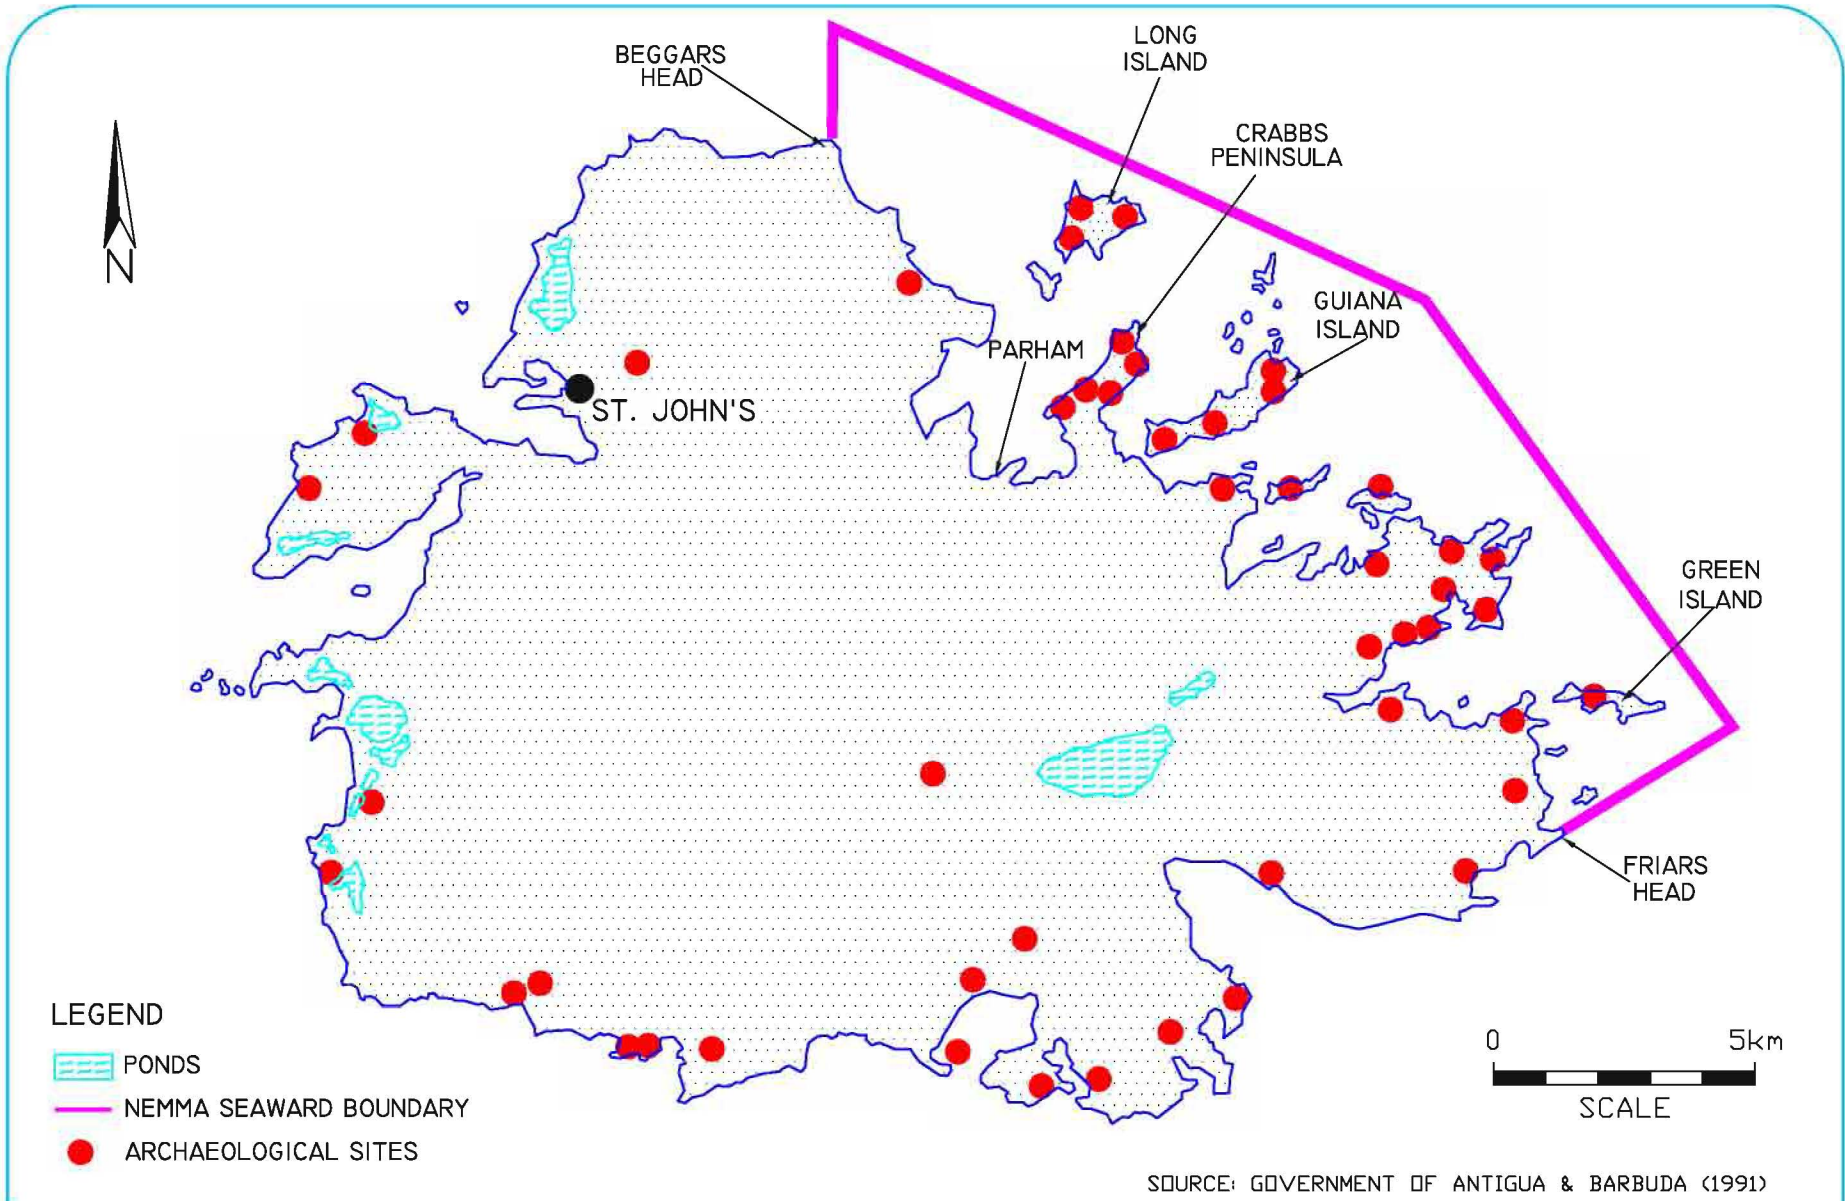 BEGGARS
HEAD
LONG
ISLAND
CRABBS
PENINSULA
N
GUIANA
ISLAND
PARHAM
ST. JOHN'S
GREEN
ISLAND
FRIARS
HEAD
LEGEND
PONDS
NEMMA SEAWARD BOUNDARY
ARCHAEOLOGICAL SITES
0 5km
SCALE
SOURCE: GOVERNMENT OF ANTIGUA & BARBUDA (1991)